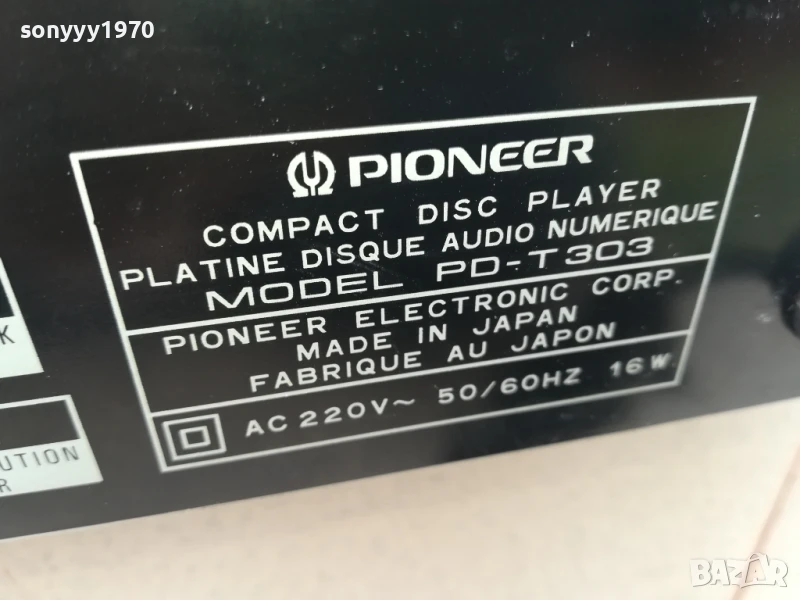 sonyyy1970
PIONEER
COMPACT DISC PLAYER
PLATINE DISQUE AUDIO NUMERIQUE
MODEL PD-T303
PIONEER ELECTRONIC CORP.
MADE IN JAPAN
FABRIQUE AU JAPON
AC 220V~ 50/60HZ 16W
K
UTION
R
BAZAR